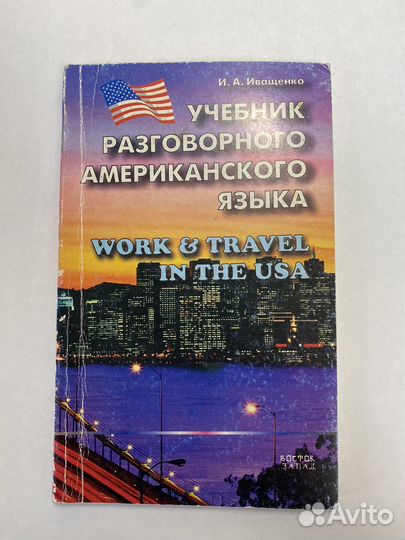 И. А. Иващенко
УЧЕБНИК
РАЗГОВОРНОГО
АМЕРИКАНСКОГО
ЯЗЫКА
WORK & TRAVEL
IN THE USA
ВОСТОК
ЗАПАД
Avito